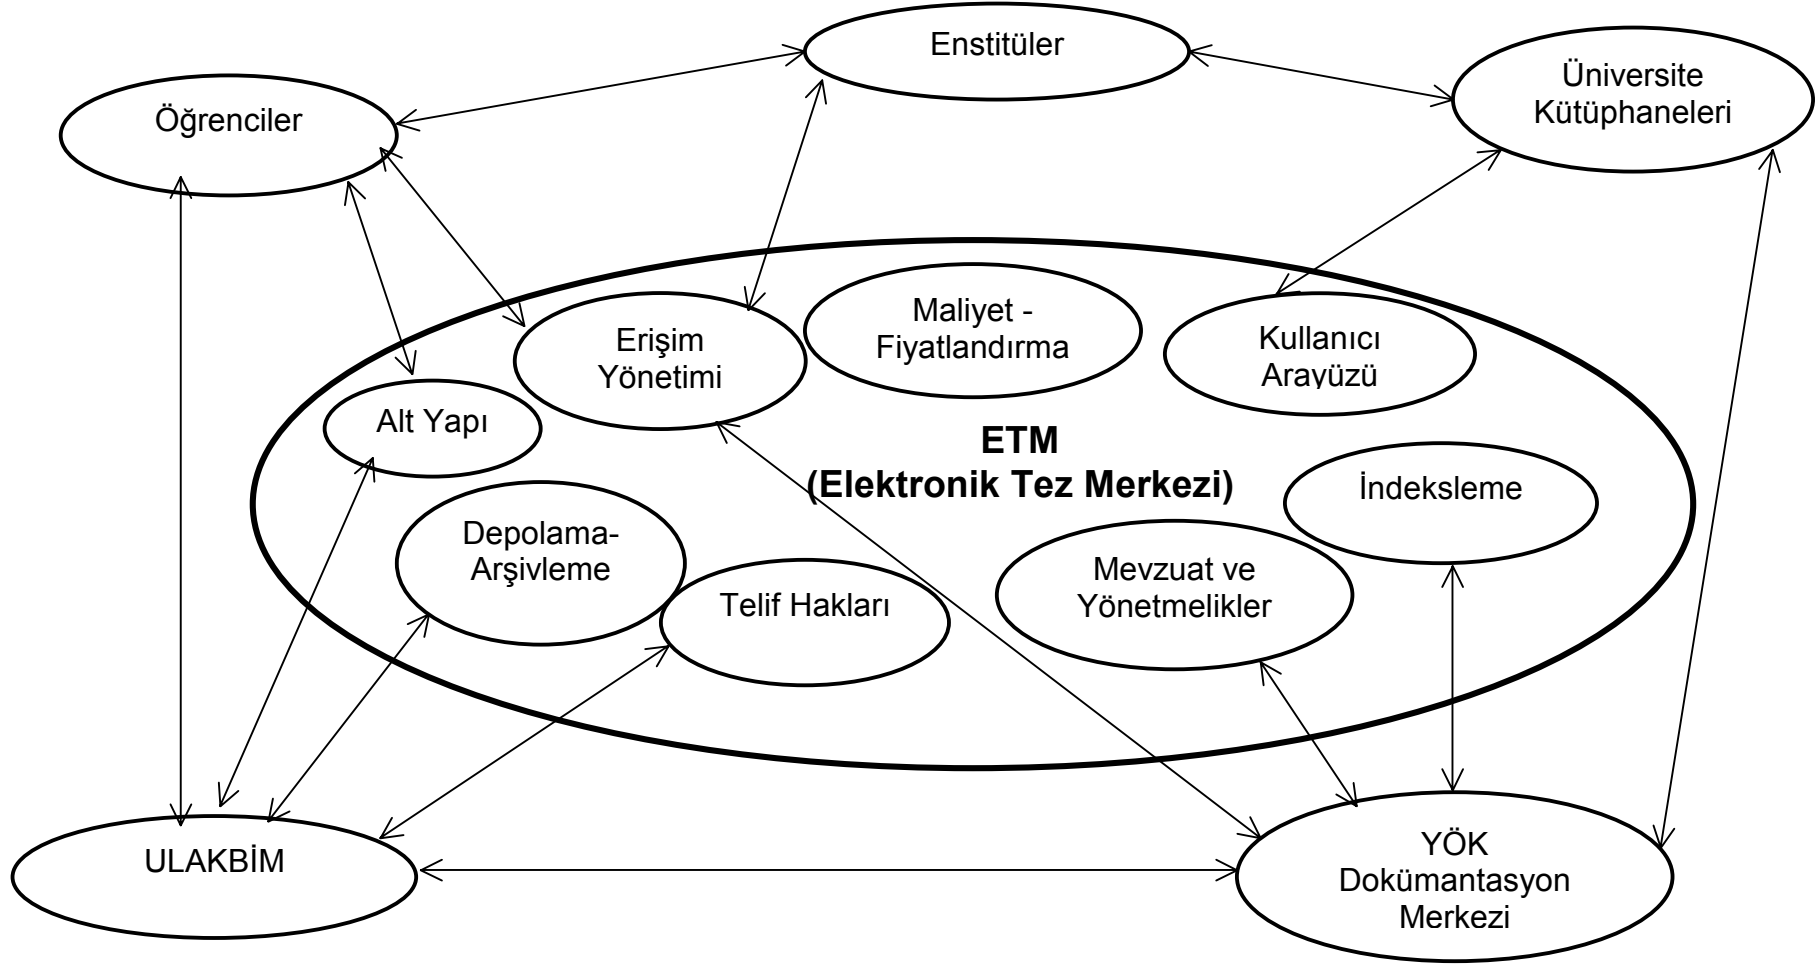 Enstitüler
Üniversite
Kütüphaneleri
Öğrenciler
Maliyet -
Fiyatlandırma
Erişim
Yönetimi
Kullanıcı
Arayüzü
Alt Yapı
ETM
(Elektronik Tez Merkezi)
İndeksleme
Depolama-
Arşivleme
Mevzuat ve
Yönetmelikler
Telif Hakları
ULAKBİM
YÖK
Dokümantasyon
Merkezi